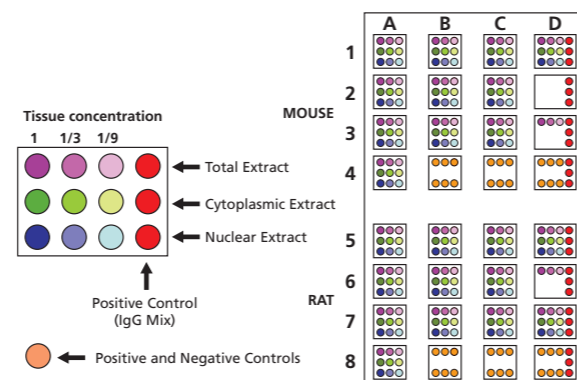 Tissue concentration
1 1/3 1/9
Total Extract
Cytoplasmic Extract
Nuclear Extract
Positive Control
(IgG Mix)
Positive and Negative Controls
A B C D
1
2
MOUSE
3
4
5
6
RAT
7
8